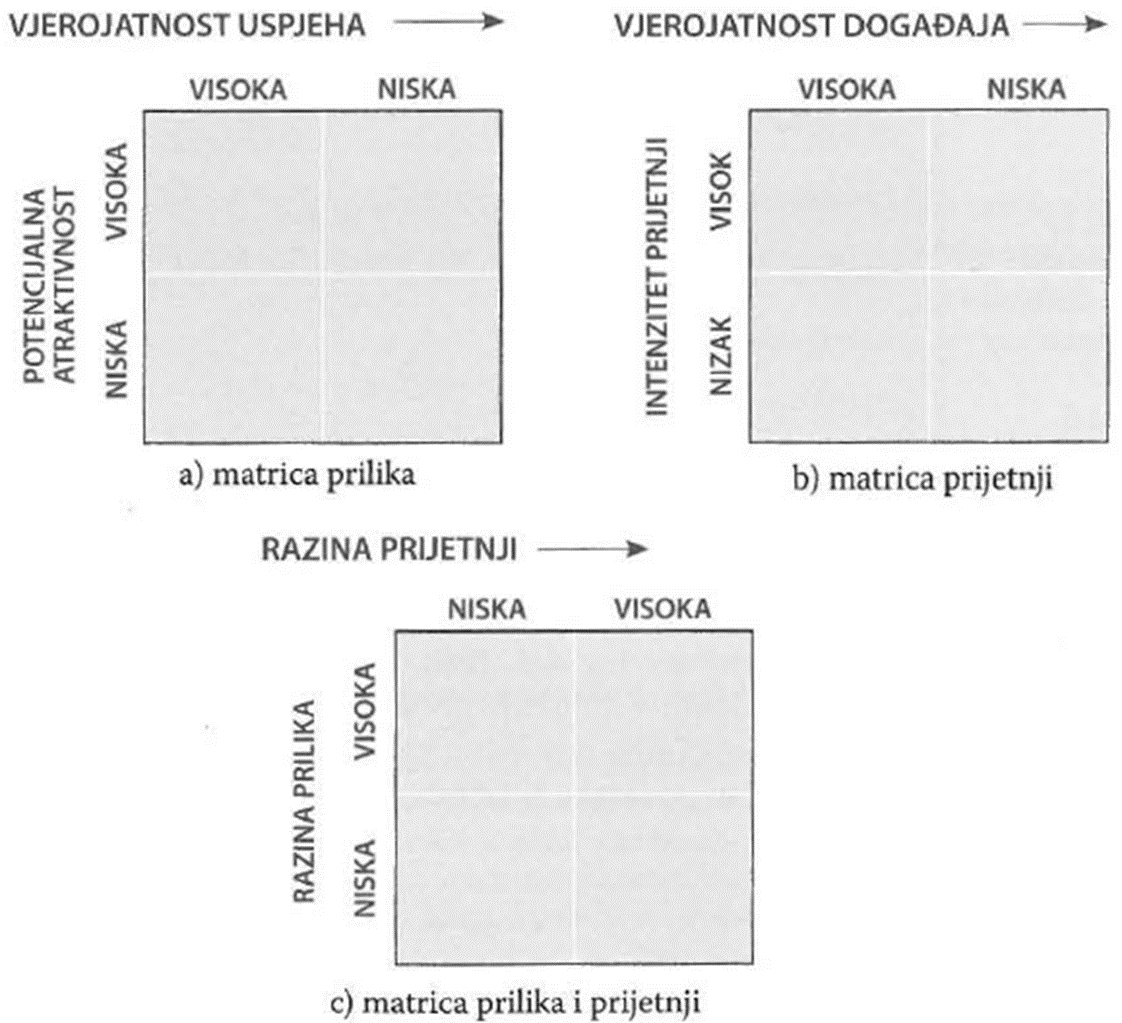 VJEROJATNOST USPJEHA
VISOKA NISKA
POTENCIJALNA
ATRAKTIVNOST
VISOKA
NISKA
a) matrica prilika
VJEROJATNOST DOGAĐAJA
VISOKA NISKA
INTENZITET PRIJETNJI
VISOK
NIZAK
b) matrica prijetnji
RAZINA PRIJETNJI
NISKA VISOKA
RAZINA PRILIKA
VISOKA
NISKA
c) matrica prilika i prijetnji